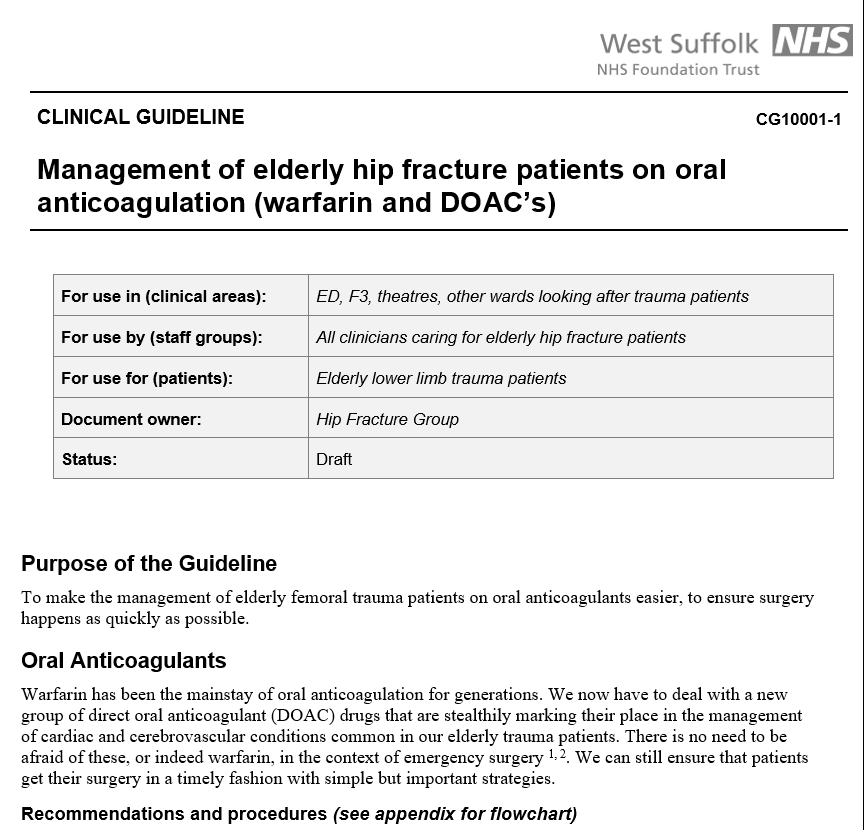 West Suffolk NHS
NHS Foundation Trust
CLINICAL GUIDELINE CG10001-1
Management of elderly hip fracture patients on oral
anticoagulation (warfarin and DOAC’s)
For use in (clinical areas): ED, F3, theatres, other wards looking after trauma patients
For use by (staff groups): All clinicians caring for elderly hip fracture patients
For use for (patients): Elderly lower limb trauma patients
Document owner: Hip Fracture Group
Status: Draft
Purpose of the Guideline
To make the management of elderly femoral trauma patients on oral anticoagulants easier, to ensure surgery
happens as quickly as possible.
Oral Anticoagulants
Warfarin has been the mainstay of oral anticoagulation for generations. We now have to deal with a new
group of direct oral anticoagulant (DOAC) drugs that are stealthily marking their place in the management
of cardiac and cerebrovascular conditions common in our elderly trauma patients. There is no need to be
afraid of these, or indeed warfarin, in the context of emergency surgery 1, 2. We can still ensure that patients
get their surgery in a timely fashion with simple but important strategies.
Recommendations and procedures (see appendix for flowchart)